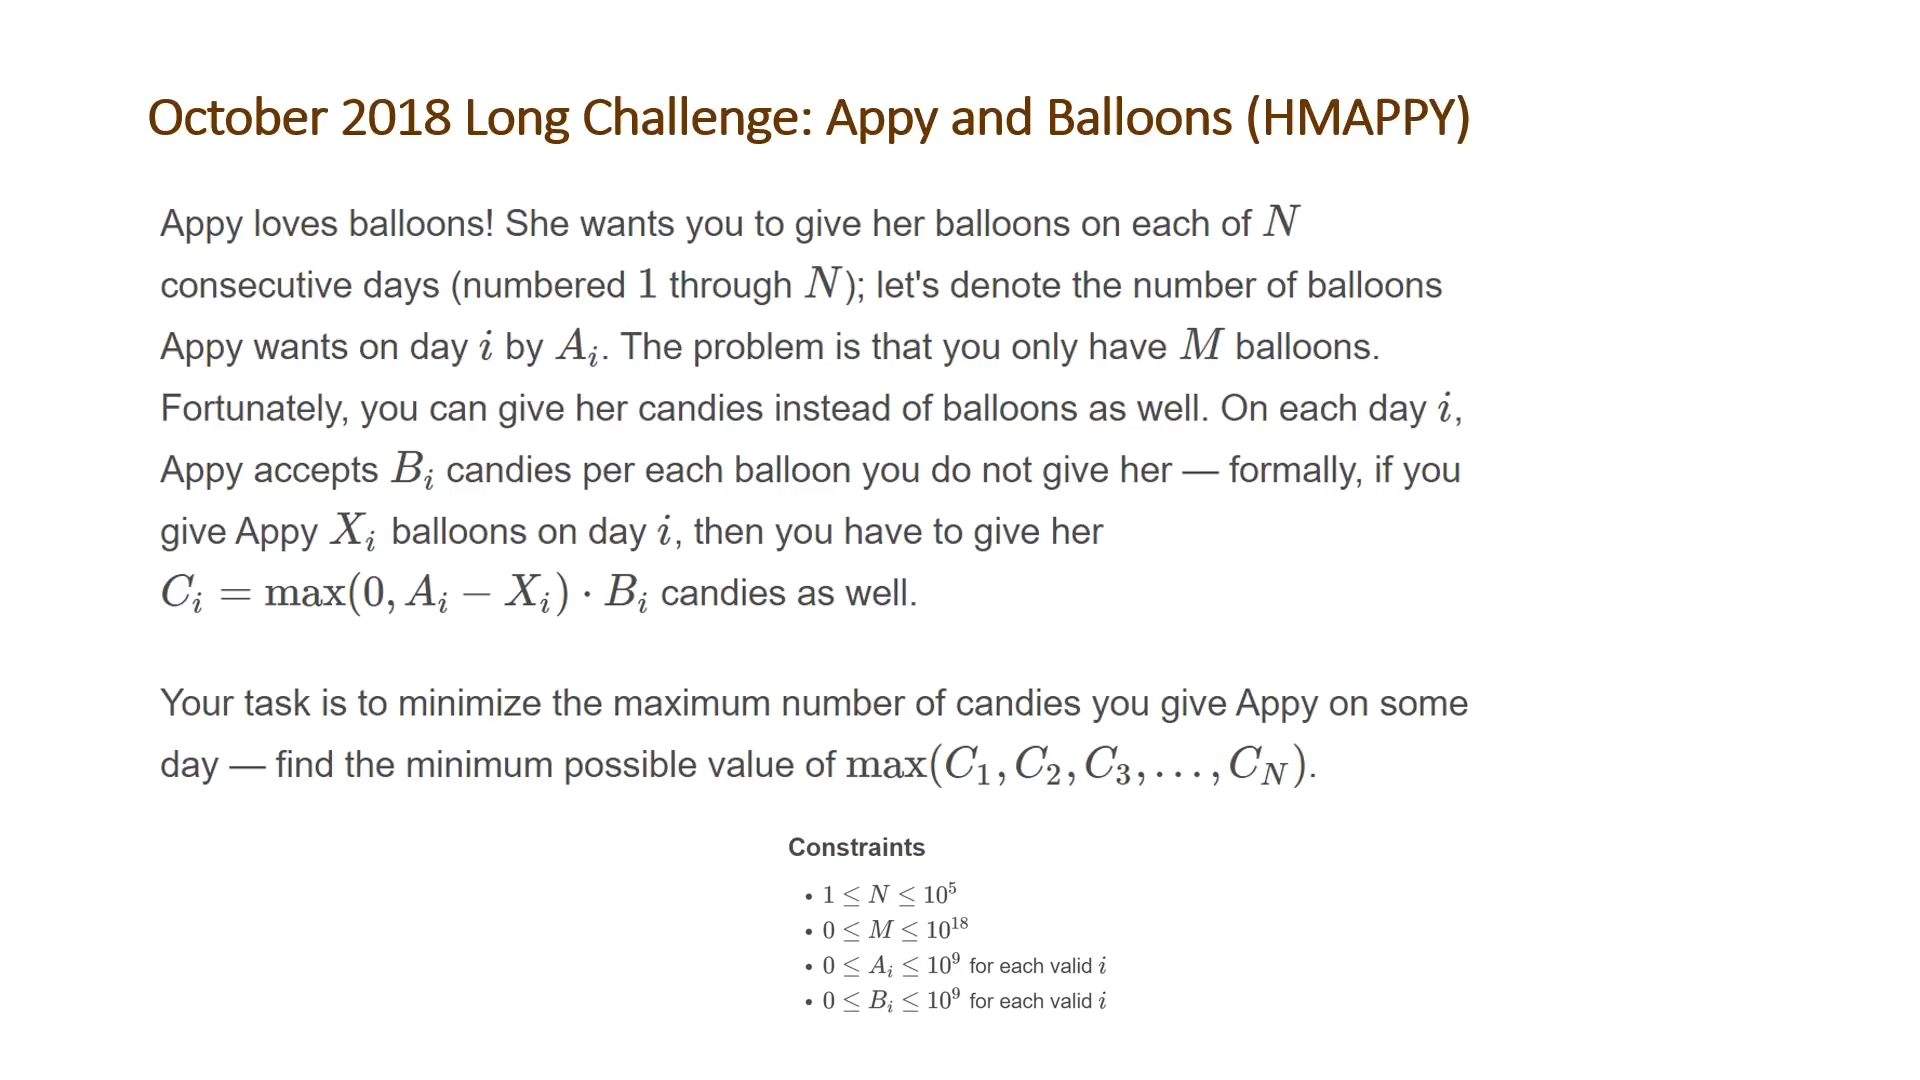 October 2018 Long Challenge: Appy and Balloons (HMAPPY)
Appy loves balloons! She wants you to give her balloons on each of N
consecutive days (numbered 1 through N); let's denote the number of balloons
Appy wants on day i by A_i. The problem is that you only have M balloons.
Fortunately, you can give her candies instead of balloons as well. On each day i,
Appy accepts B_i candies per each balloon you do not give her — formally, if you
give Appy X_i balloons on day i, then you have to give her
C_i = max(0, A_i − X_i) · B_i candies as well.
Your task is to minimize the maximum number of candies you give Appy on some
day — find the minimum possible value of max(C_1, C_2, C_3, . . . , C_N).
Constraints
• 1 ≤ N ≤ 10^5
• 0 ≤ M ≤ 10^18
• 0 ≤ A_i ≤ 10^9 for each valid i
• 0 ≤ B_i ≤ 10^9 for each valid i